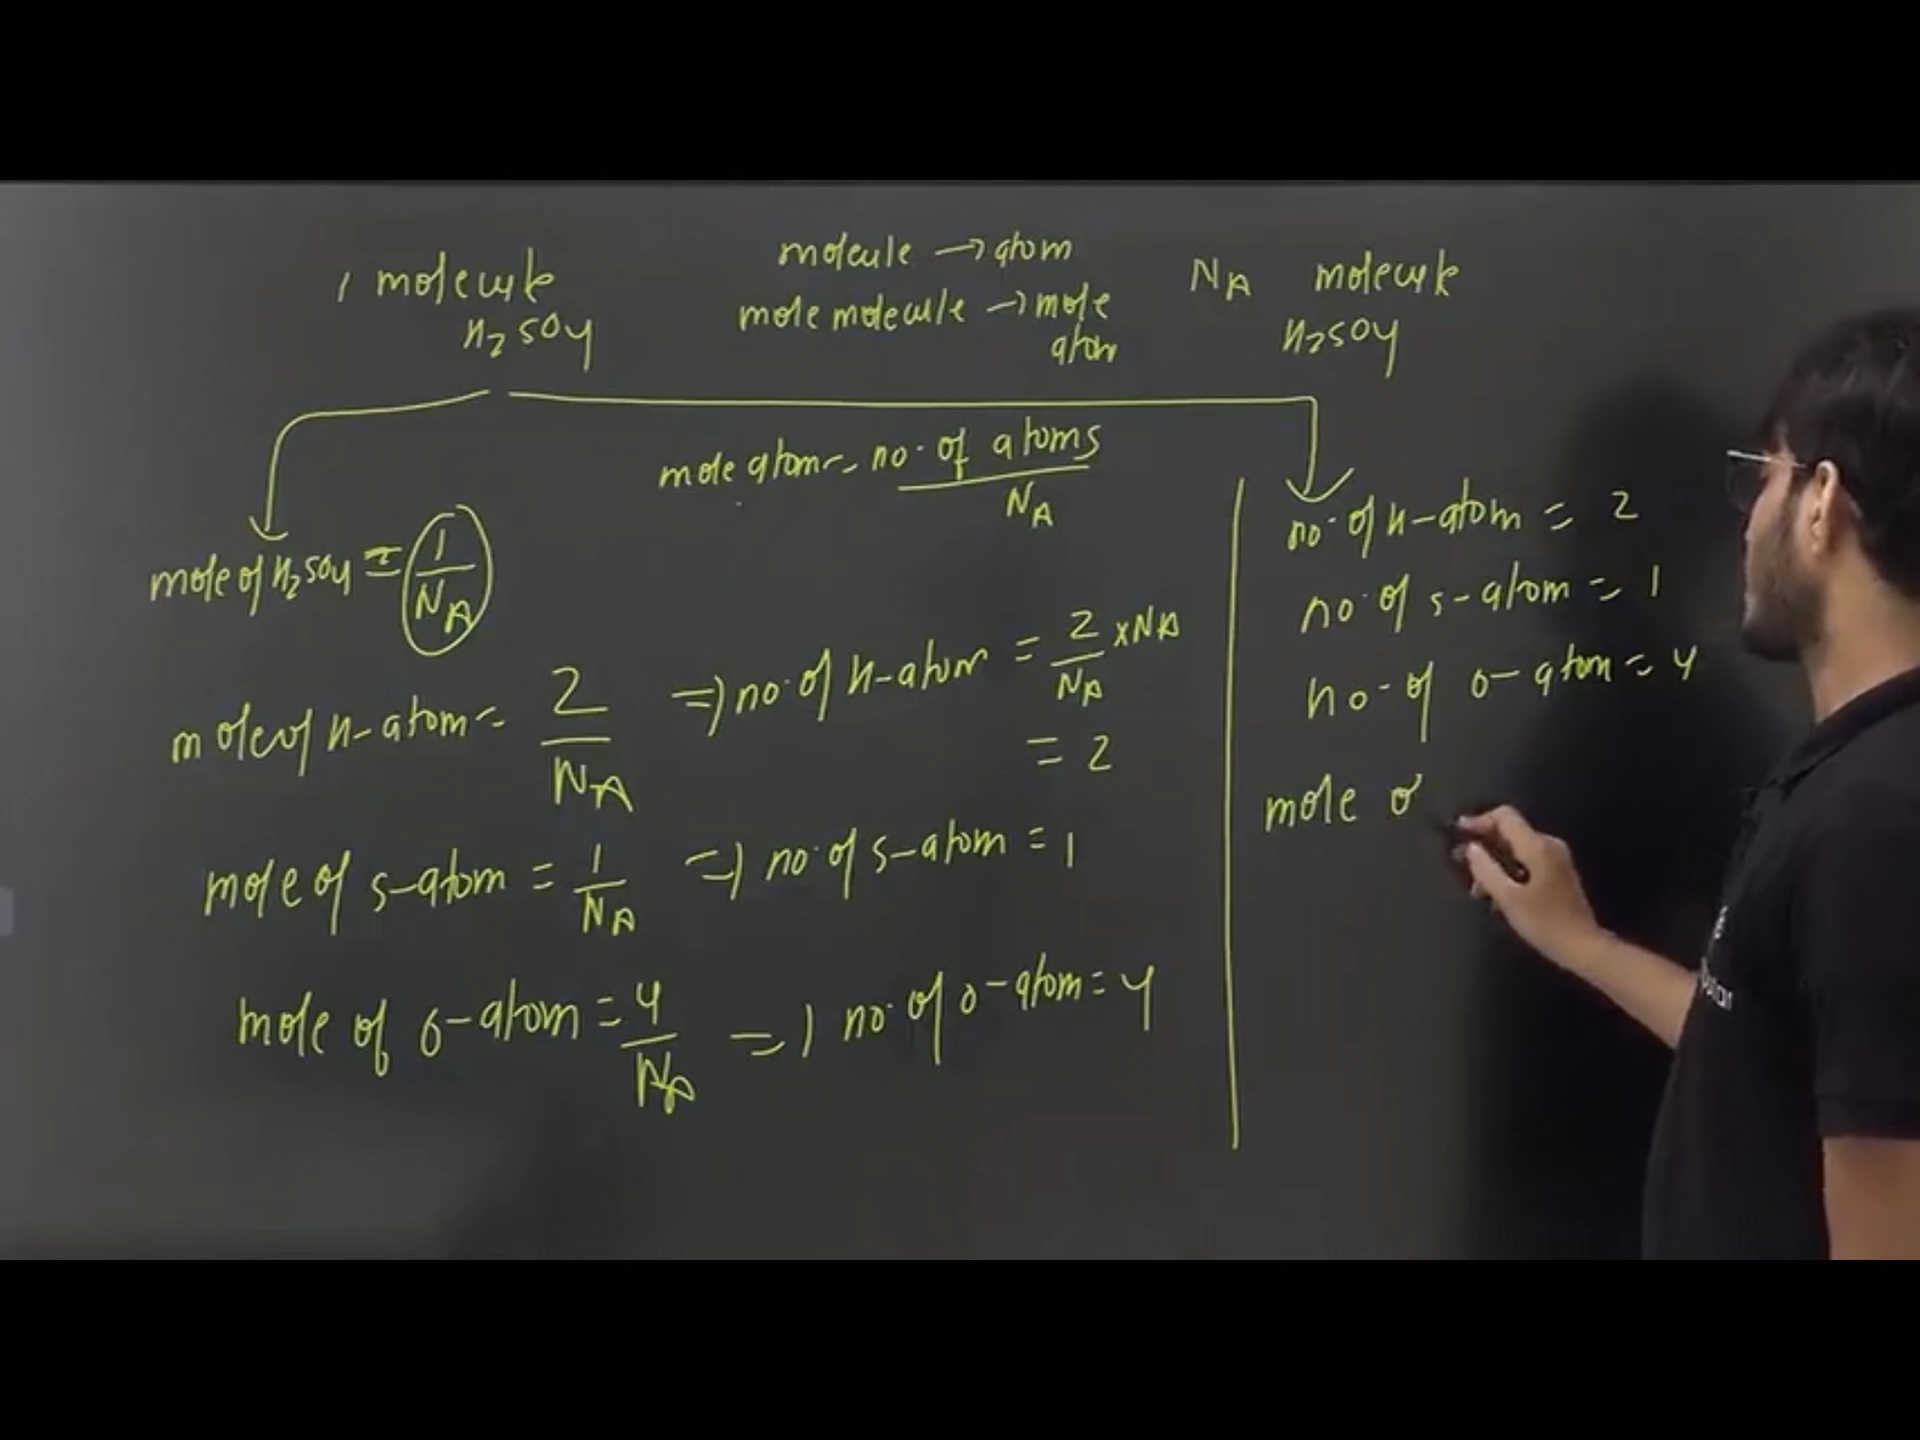 1 molecule
H2SO4
molecule → atom
mole molecule → mole
atom
NA molecule
H2SO4
mole atom = no. of atoms
NA
mole of H2SO4 = 1
NA
mole of H-atom = 2
NA
⇒ no. of H-atom = 2 × NA
NA
= 2
mole of S-atom = 1
NA
⇒ no. of S-atom = 1
mole of O-atom = 4
NA
⇒ no. of O-atom = 4
no. of H-atom = 2
no. of S-atom = 1
no. of O-atom = 4
mole o